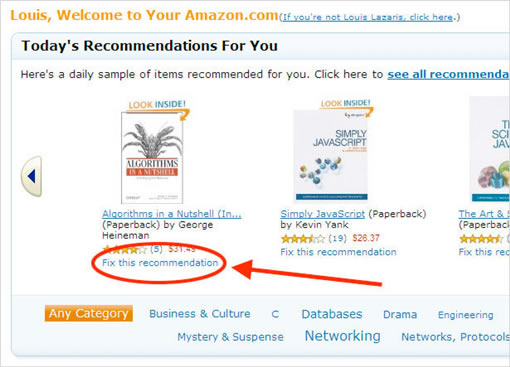 Louis, Welcome to Your Amazon.com (If you're not Louis Lazaris, click here.)
Today's Recommendations For You
Here's a daily sample of items recommended for you. Click here to see all recommenda
LOOK INSIDE!
ALGORITHMS
IN A NUTSHELL
LOOK INSIDE!
SIMPLY
JAVASCRIPT
Algorithms in a Nutshell (In...
(Paperback) by George
Heineman
(5) $31.49
Fix this recommendation
Simply JavaScript (Paperback)
by Kevin Yank
(19) $26.37
Fix this recommendation
The Art & S
(Paperback)
Fix this rec
Any Category Business & Culture C Databases Drama Engineering
Mystery & Suspense Networking Networks, Protocols